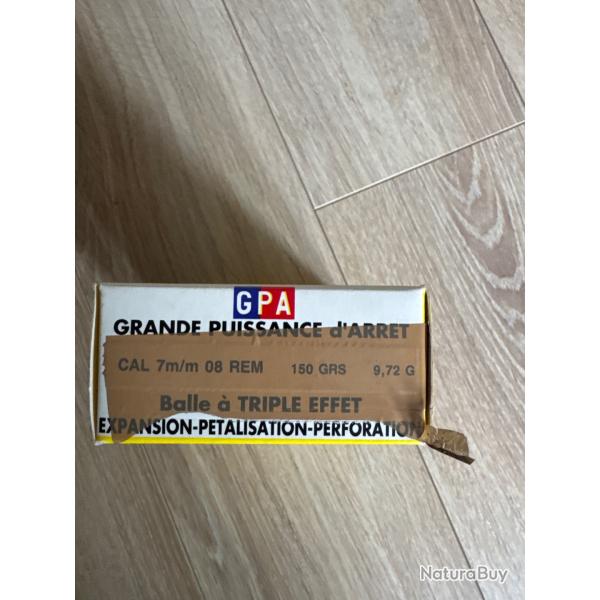 GPA
GRANDE PUISSANCE d'ARRET
CAL 7m/m 08 REM 150 GRS 9,72 G
Balle à TRIPLE EFFET
EXPANSION-PETALISATION-PERFORATION
NaturaBuy